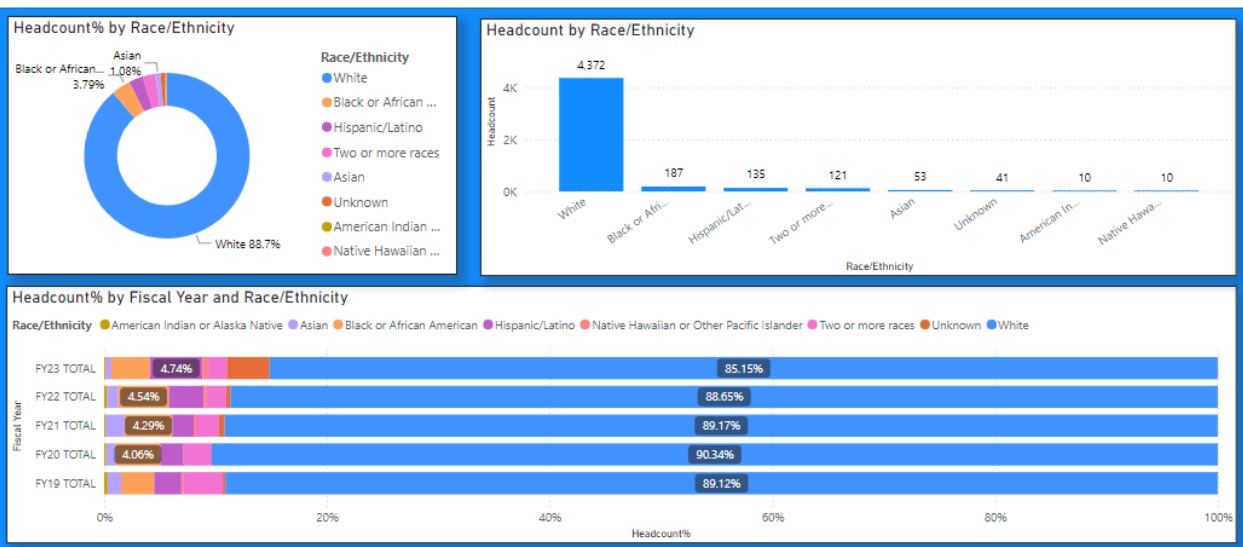 Headcount% by Race/Ethnicity
Asian
1.08%
Black or African...
3.79%
White 88.7%
Race/Ethnicity
White
Black or African ...
Hispanic/Latino
Two or more races
Asian
Unknown
American Indian ...
Native Hawaiian ...
Headcount by Race/Ethnicity
Headcount
4K
2K
0K
4,372
187
135
121
53
41
10
10
White
Black or Afri...
Hispanic/Lat...
Two or more...
Asian
Unknown
American In...
Native Hawa...
Race/Ethnicity
Headcount% by Fiscal Year and Race/Ethnicity
Race/Ethnicity American Indian or Alaska Native Asian Black or African American Hispanic/Latino Native Hawaiian or Other Pacific Islander Two or more races Unknown White
Fiscal Year
FY23 TOTAL 4.74% 85.15%
FY22 TOTAL 4.54% 88.65%
FY21 TOTAL 4.29% 89.17%
FY20 TOTAL 4.06% 90.34%
FY19 TOTAL 89.12%
0% 20% 40% 60% 80% 100%
Headcount%